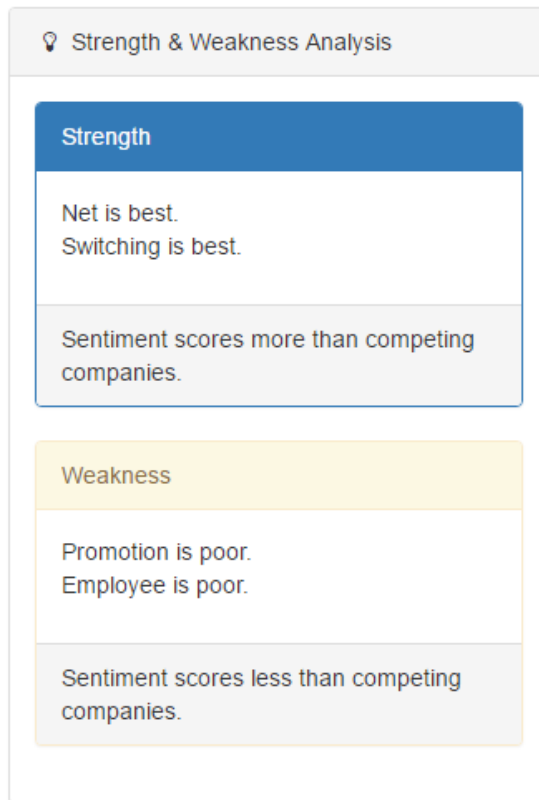 Strength & Weakness Analysis
Strength
Net is best.
Switching is best.
Sentiment scores more than competing
companies.
Weakness
Promotion is poor.
Employee is poor.
Sentiment scores less than competing
companies.